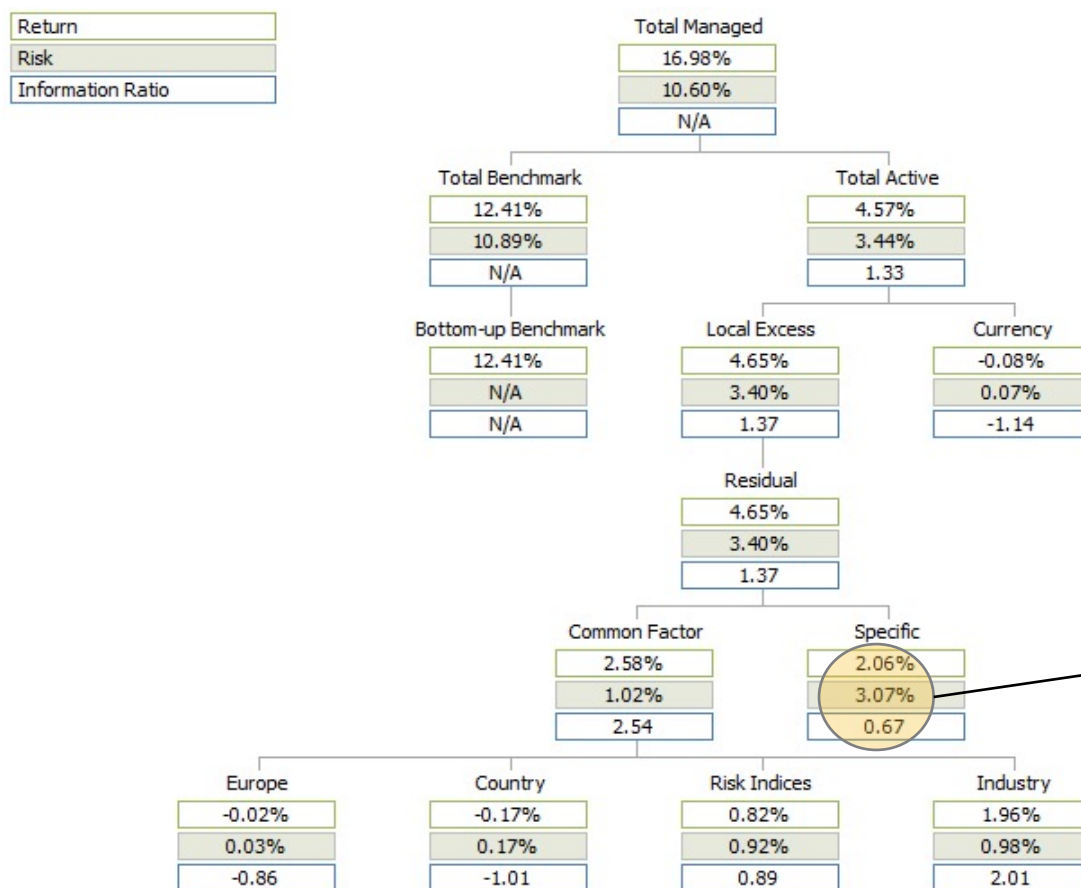 Return
Risk
Information Ratio
Total Managed
16.98%
10.60%
N/A
Total Benchmark
12.41%
10.89%
N/A
Total Active
4.57%
3.44%
1.33
Bottom-up Benchmark
12.41%
N/A
N/A
Local Excess
4.65%
3.40%
1.37
Currency
-0.08%
0.07%
-1.14
Residual
4.65%
3.40%
1.37
Common Factor
2.58%
1.02%
2.54
Specific
2.06%
3.07%
0.67
Europe
-0.02%
0.03%
-0.86
Country
-0.17%
0.17%
-1.01
Risk Indices
0.82%
0.92%
0.89
Industry
1.96%
0.98%
2.01